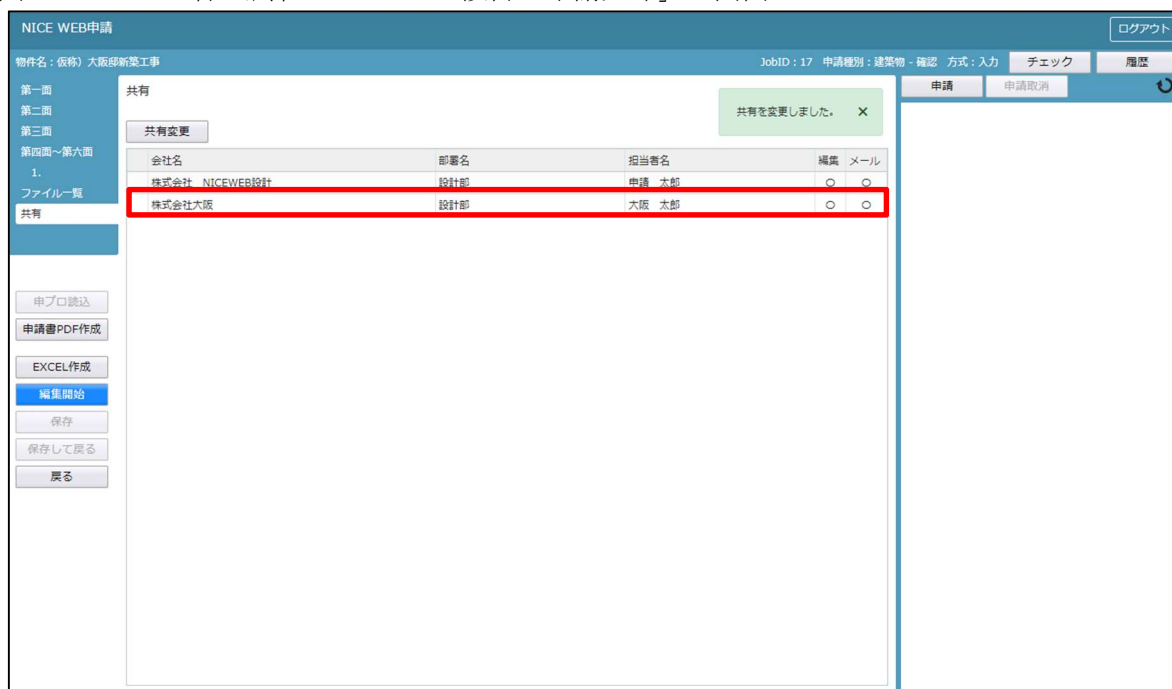 NICE WEB申請
ログアウト
物件名：仮称）大阪邸新築工事
JobID：17 申請種別：建築物 - 確認 方式：入力
チェック
履歴
第一面
第二面
第三面
第四面～第六面
1.
ファイル一覧
共有
申プロ読込
申請書PDF作成
EXCEL作成
編集開始
保存
保存して戻る
戻る
共有
共有を変更しました。 ×
共有変更
会社名 部署名 担当者名 編集 メール
株式会社 NICEWEB設計 設計部 申請 太郎 ○ ○
株式会社大阪 設計部 大阪 太郎 ○ ○
申請
申請取消